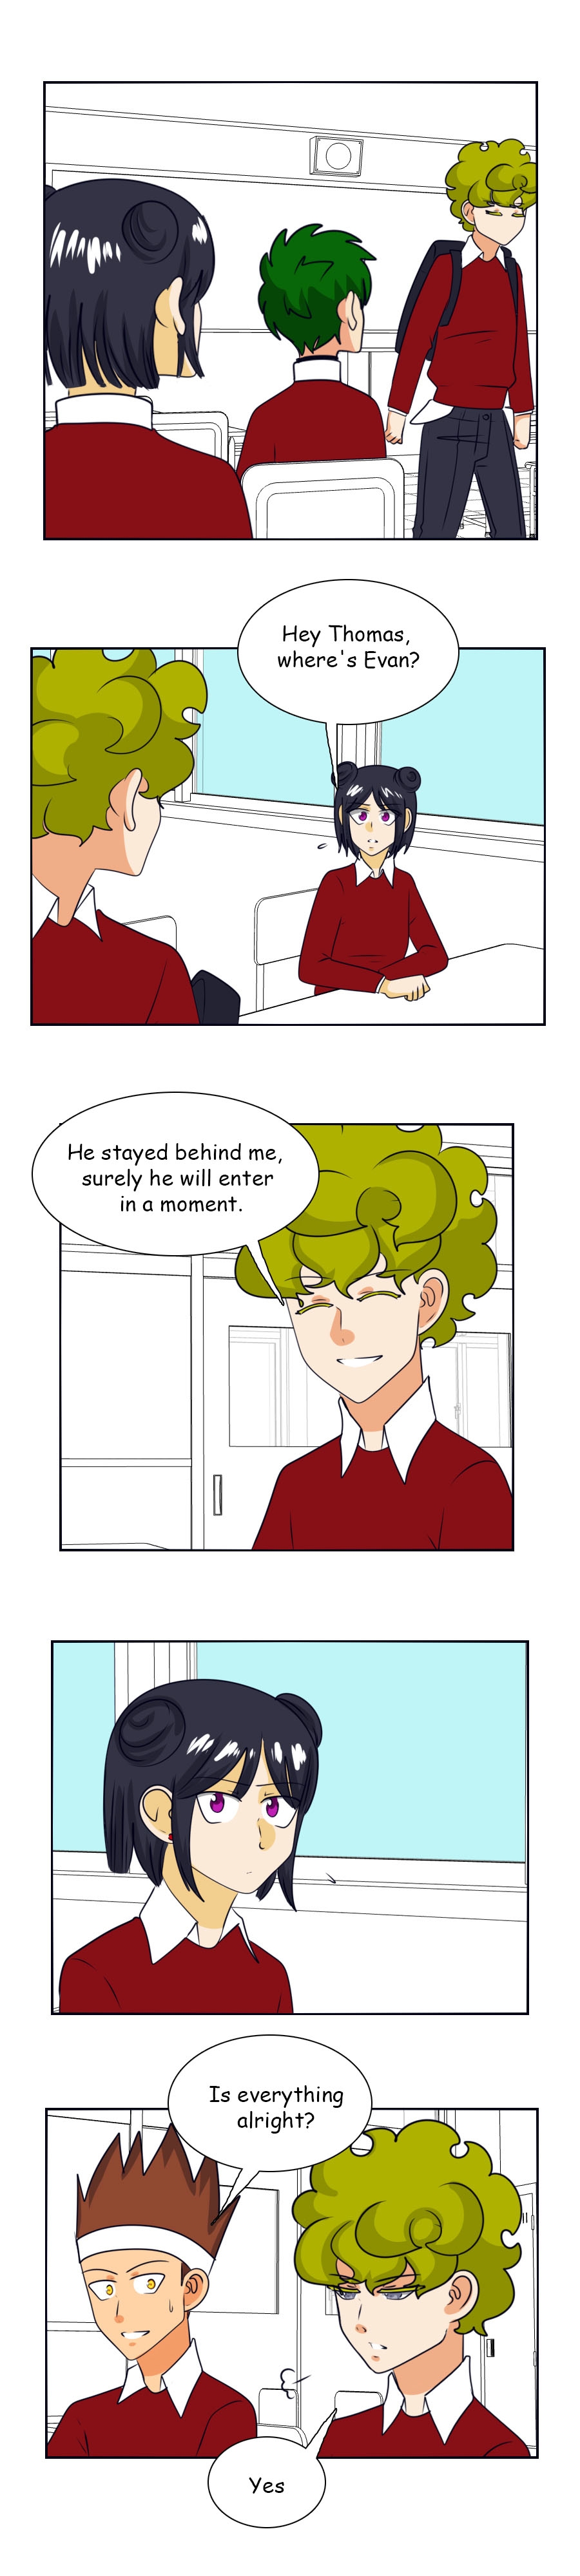 Hey Thomas,
where's Evan?
He stayed behind me,
surely he will enter
in a moment.
Is everything
alright?
Yes